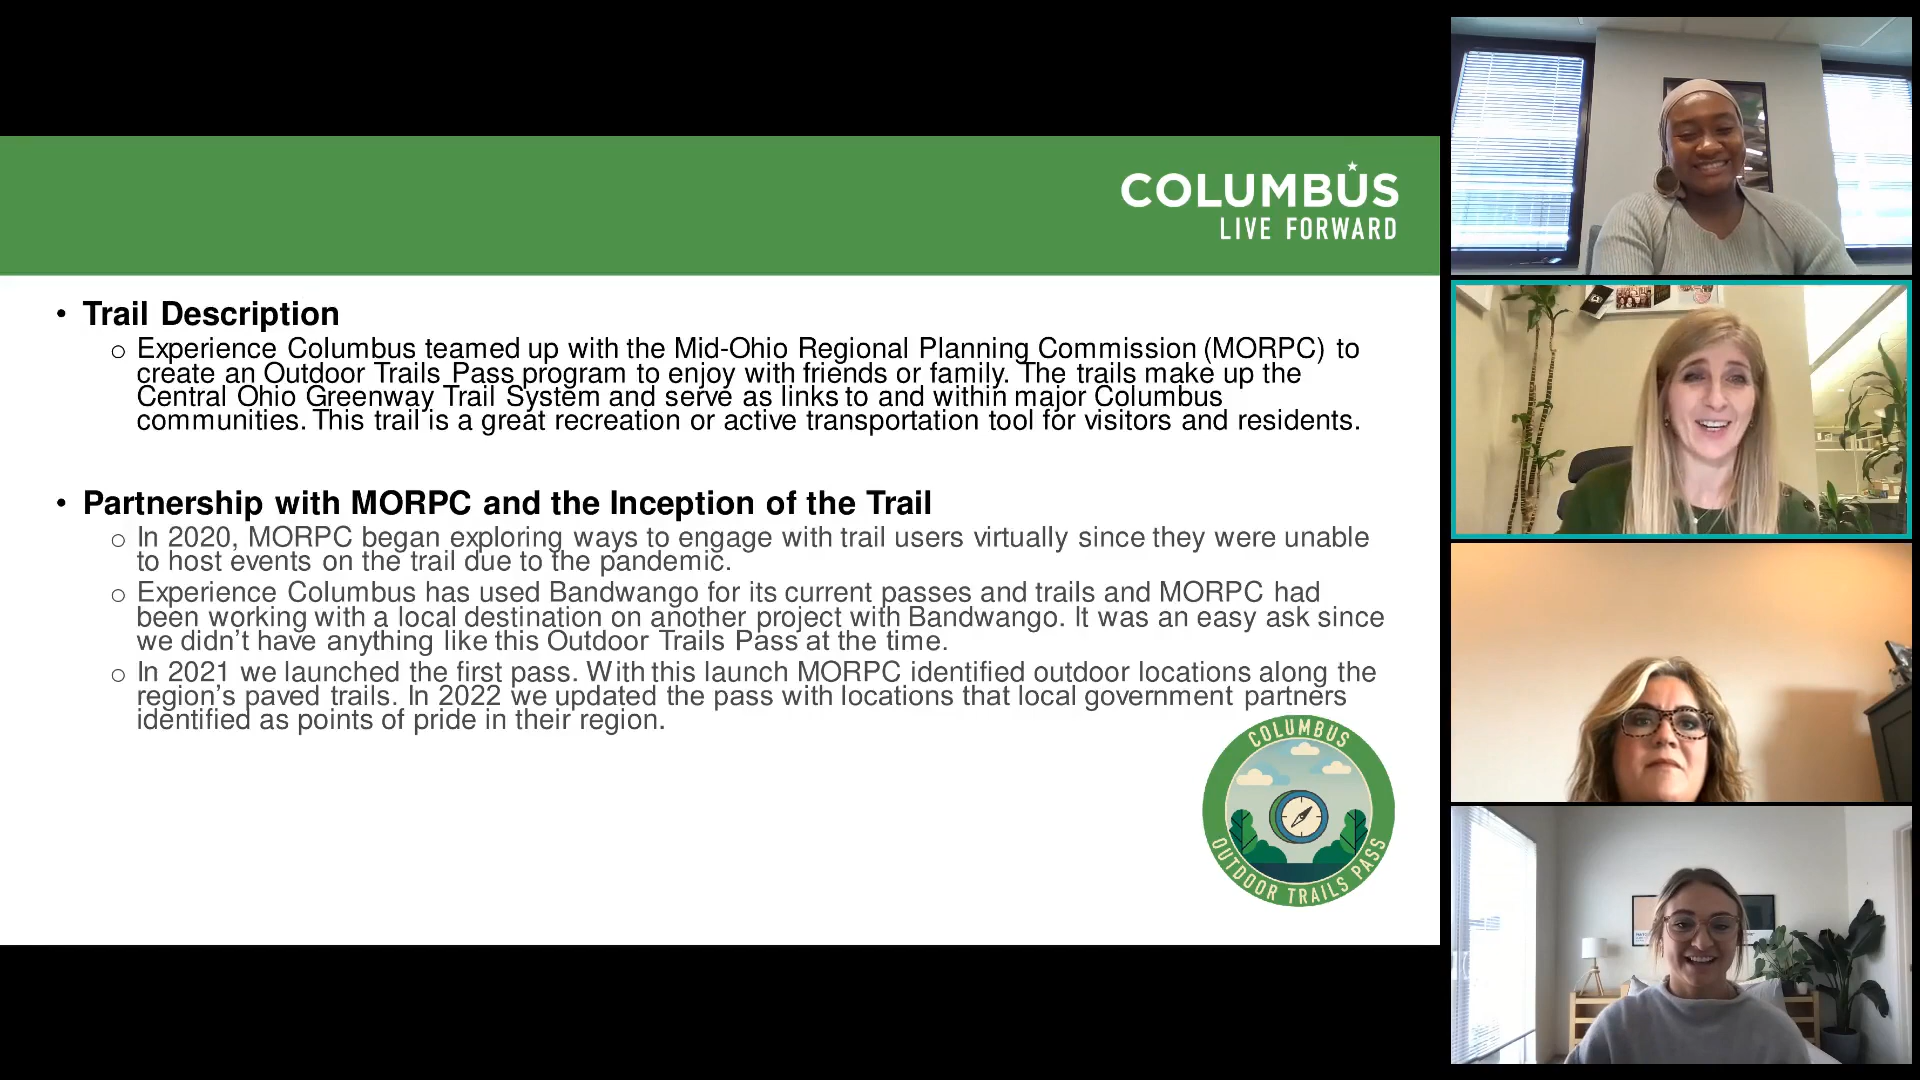 COLUMBUS
LIVE FORWARD
• Trail Description
o Experience Columbus teamed up with the Mid-Ohio Regional Planning Commission (MORPC) to
create an Outdoor Trails Pass program to enjoy with friends or family. The trails make up the
Central Ohio Greenway Trail System and serve as links to and within major Columbus
communities. This trail is a great recreation or active transportation tool for visitors and residents.
• Partnership with MORPC and the Inception of the Trail
o In 2020, MORPC began exploring ways to engage with trail users virtually since they were unable
to host events on the trail due to the pandemic.
o Experience Columbus has used Bandwango for its current passes and trails and MORPC had
been working with a local destination on another project with Bandwango. It was an easy ask since
we didn’t have anything like this Outdoor Trails Pass at the time.
o In 2021 we launched the first pass. With this launch MORPC identified outdoor locations along the
region’s paved trails. In 2022 we updated the pass with locations that local government partners
identified as points of pride in their region.
COLUMBUS
OUTDOOR TRAILS PASS